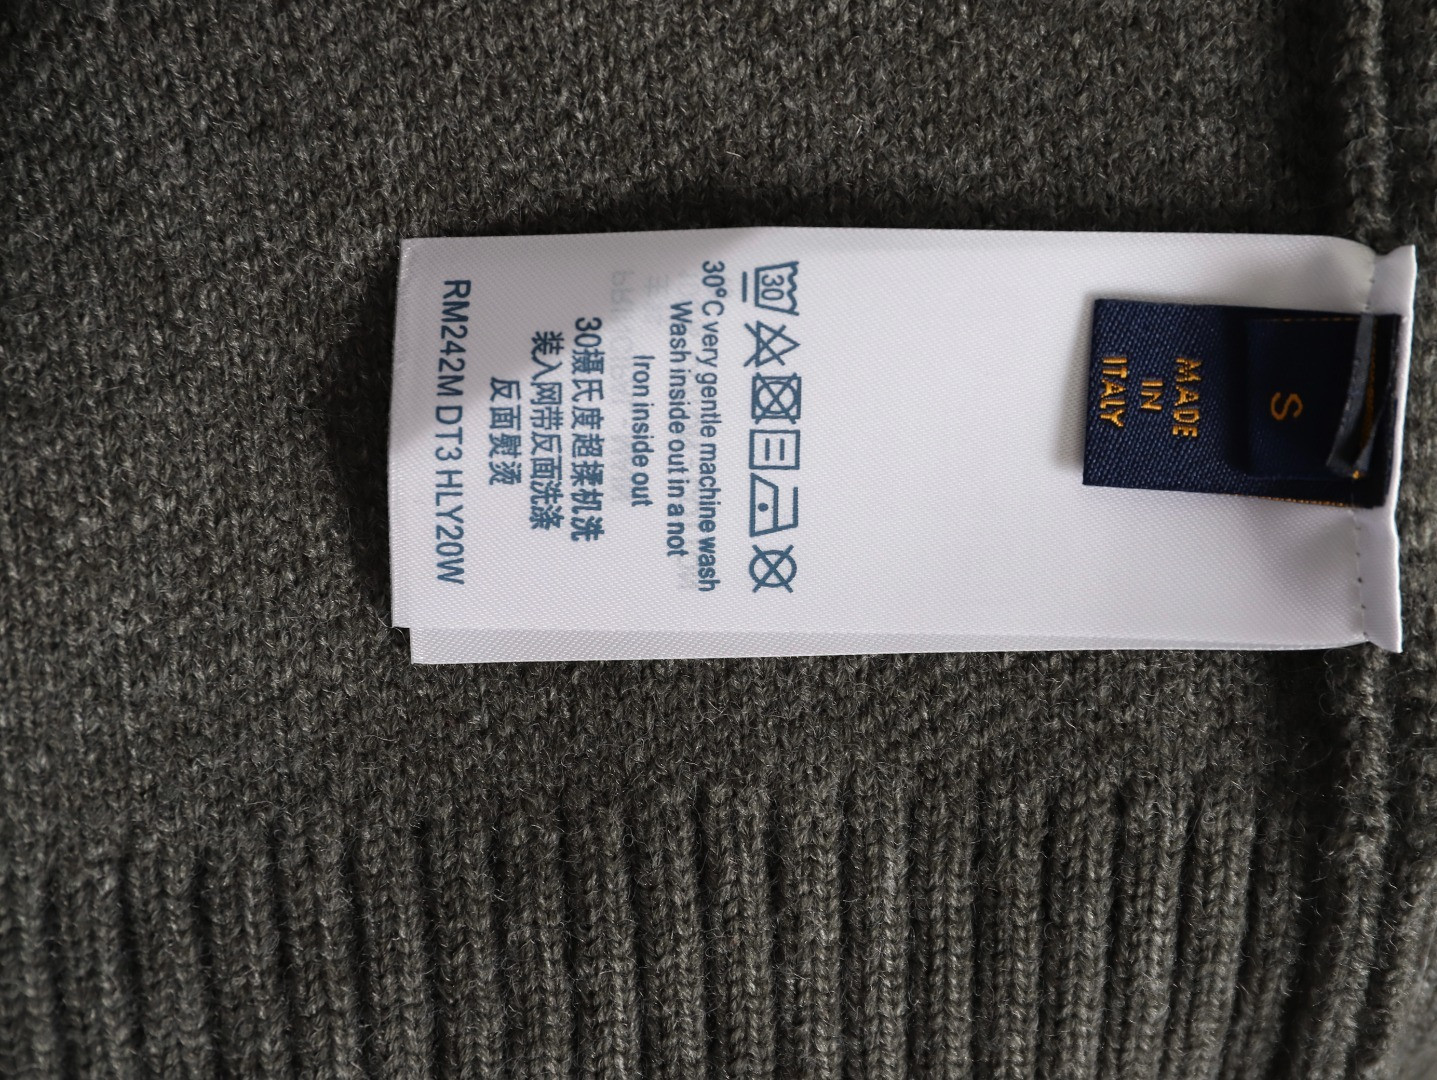 S
MADE
IN
ITALY
30
30°C very gentle machine wash
Wash inside out in a not
Iron inside out
30摄氏度超揉机洗
装入网带反面洗涤
反面熨烫
RM242M DT3 HLY20W